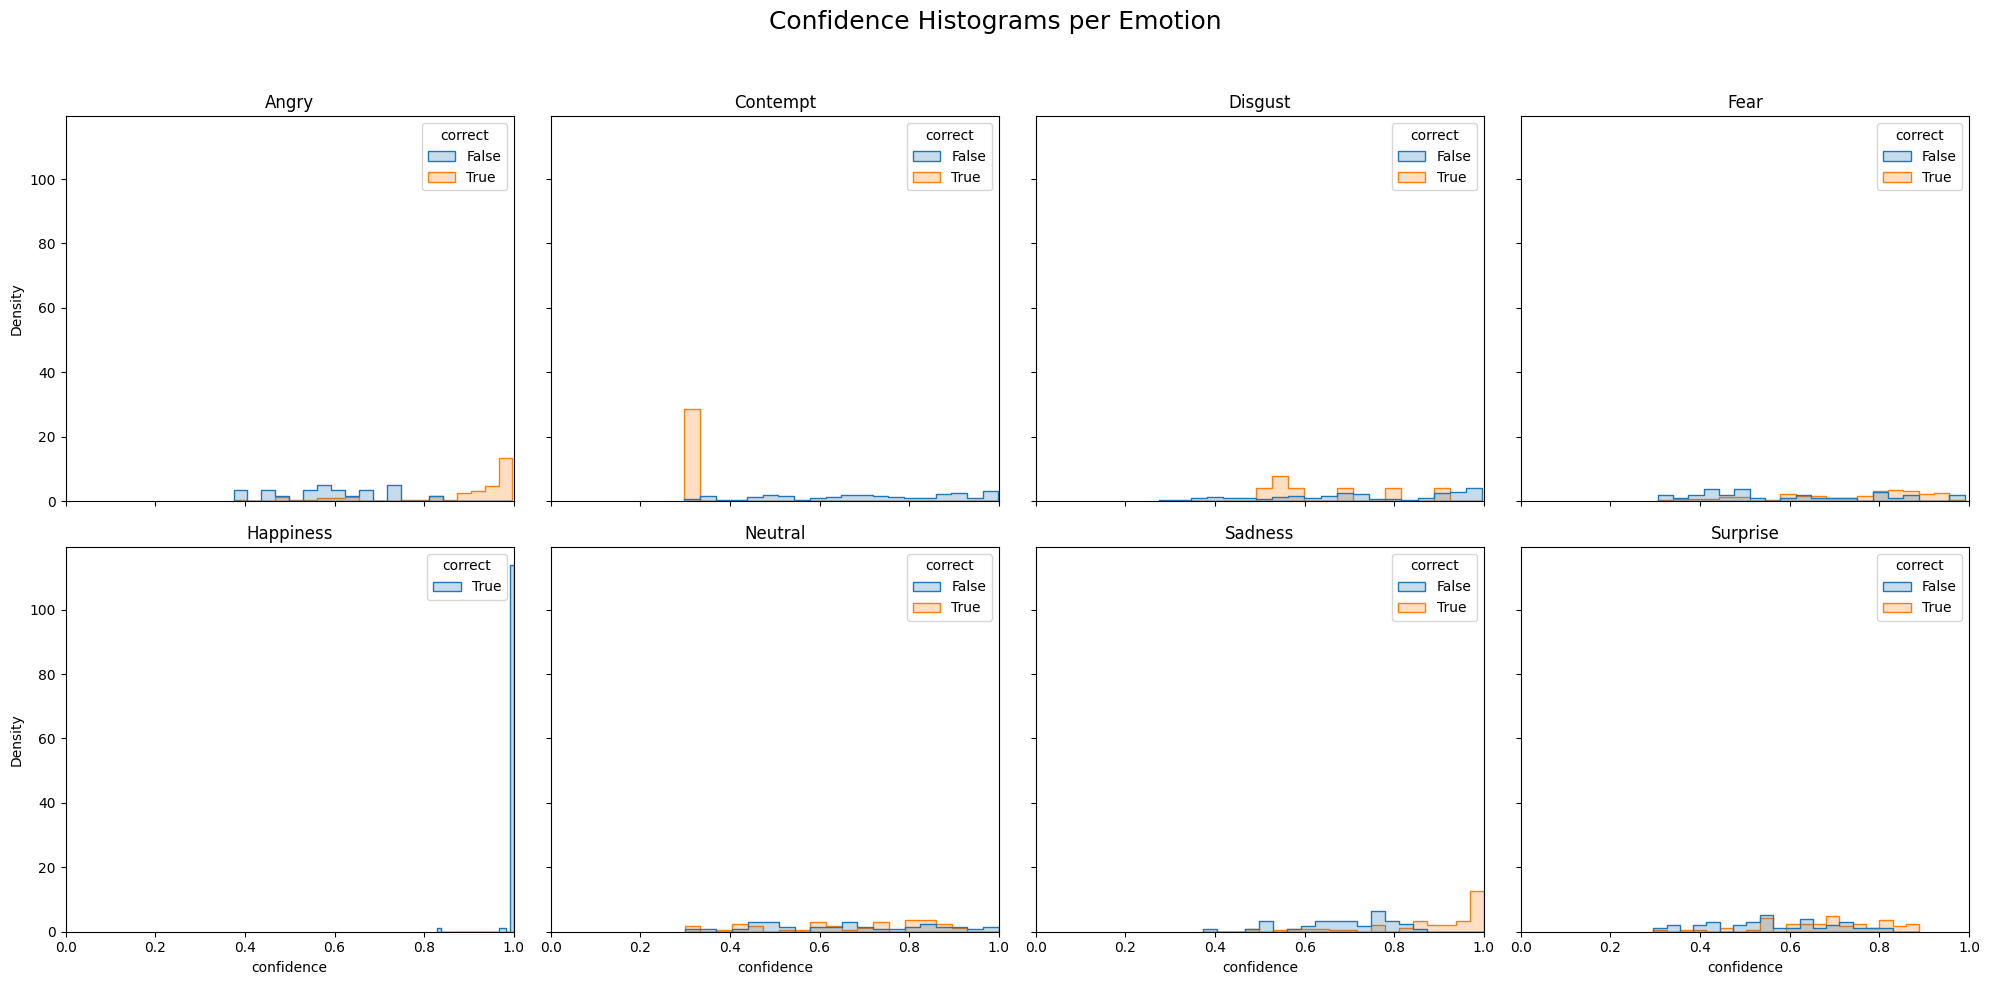 Confidence Histograms per Emotion
Angry
Contempt
Disgust
Fear
correct
False
True
correct
False
True
correct
False
True
correct
False
True
100
80
60
40
20
0
Density
Happiness
Neutral
Sadness
Surprise
correct
True
correct
False
True
correct
False
True
correct
False
True
100
80
60
40
20
0
Density
0.0 0.2 0.4 0.6 0.8 1.0
0.0 0.2 0.4 0.6 0.8 1.0
0.0 0.2 0.4 0.6 0.8 1.0
0.0 0.2 0.4 0.6 0.8 1.0
confidence
confidence
confidence
confidence